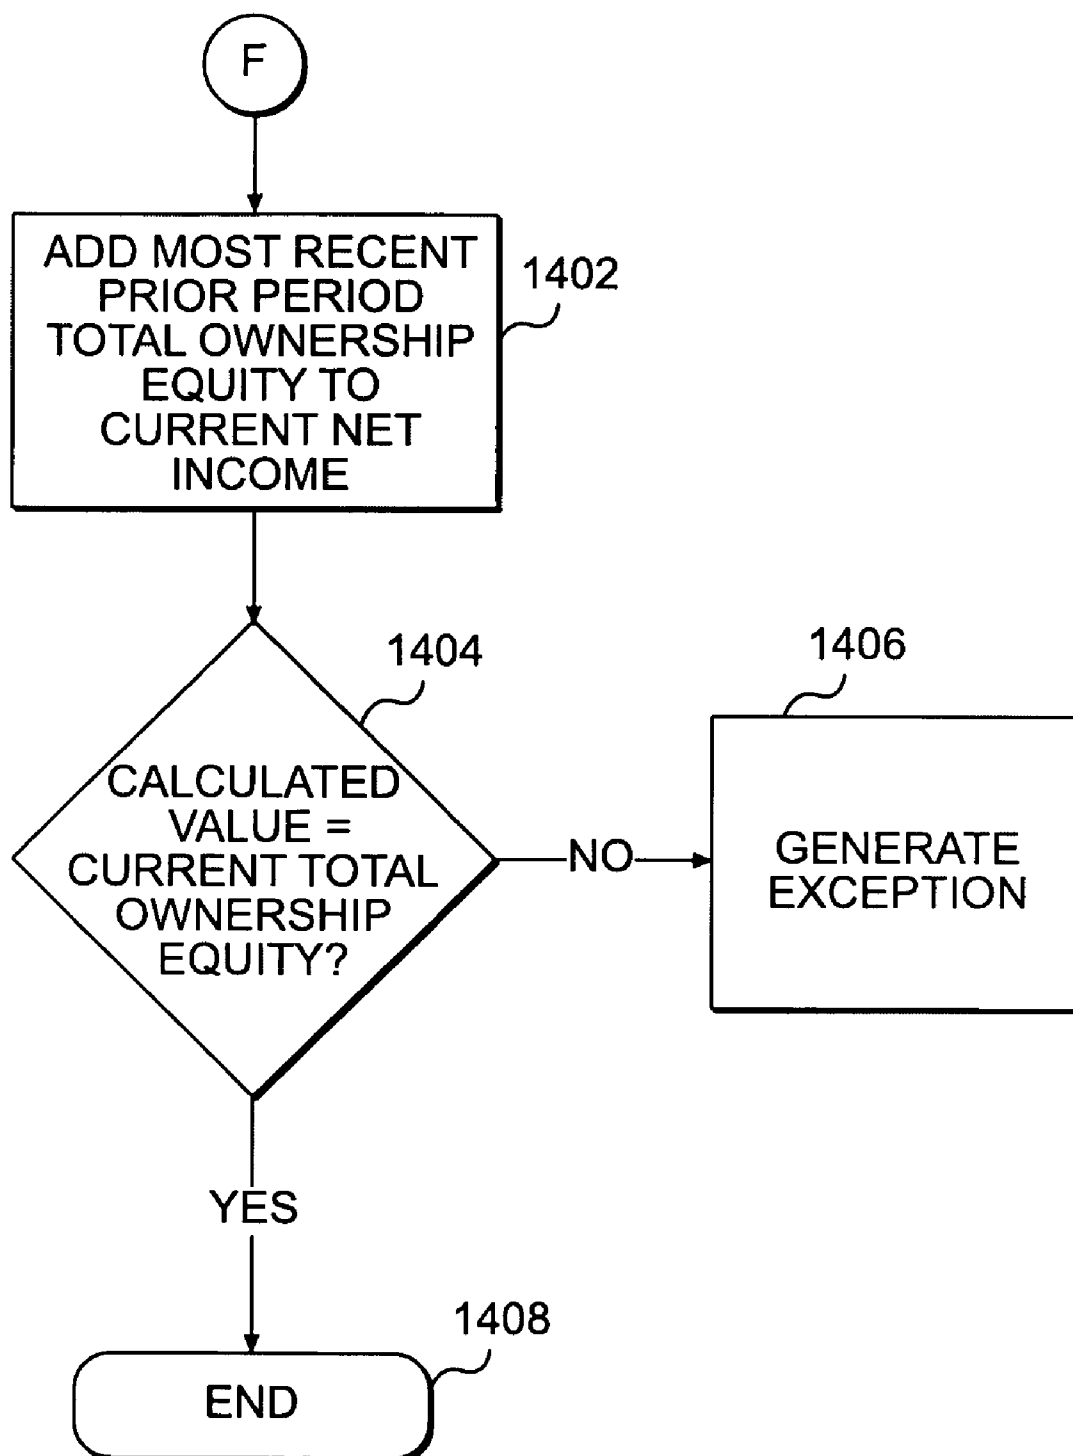 F
ADD MOST RECENT
PRIOR PERIOD
TOTAL OWNERSHIP
EQUITY TO
CURRENT NET
INCOME
1402
1404
CALCULATED
VALUE =
CURRENT TOTAL
OWNERSHIP
EQUITY?
NO
1406
GENERATE
EXCEPTION
YES
1408
END